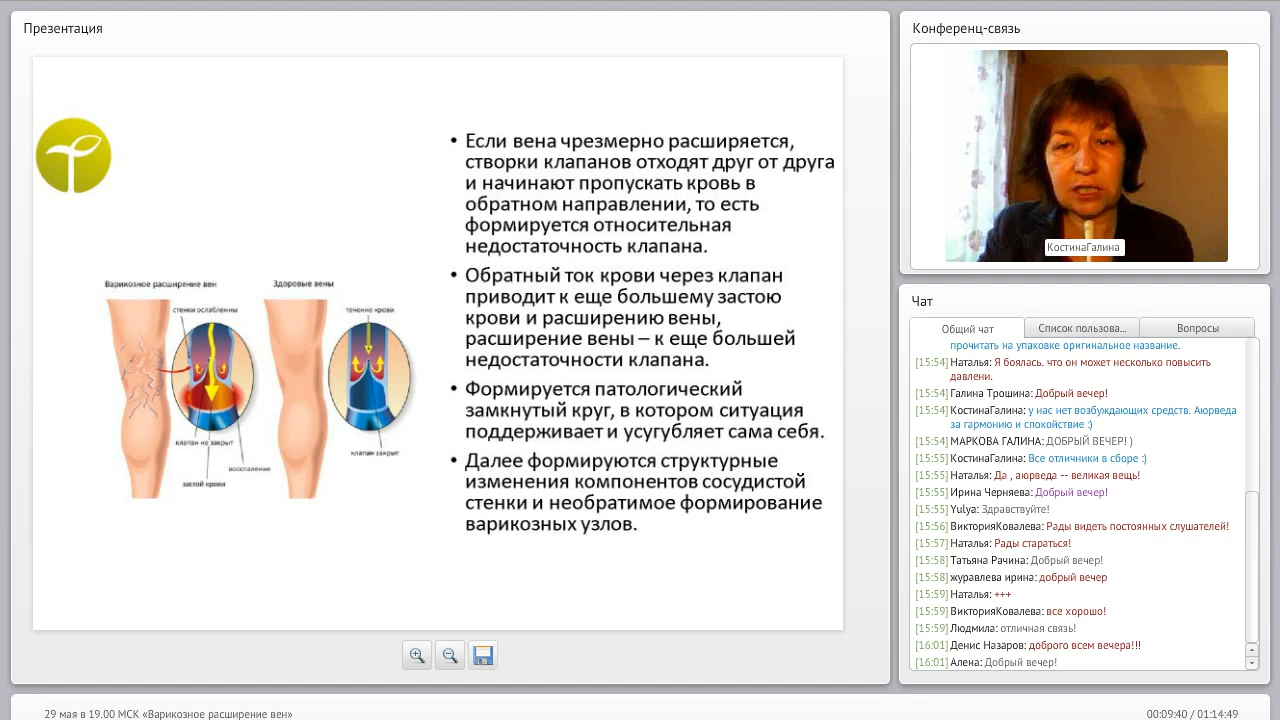 Презентация
Варикозное расширение вен
Здоровые вены
стенки ослабленны
течение крови
клапан не закрыт
воспаление
застой крови
клапан закрыт
• Если вена чрезмерно расширяется,
створки клапанов отходят друг от друга
и начинают пропускать кровь в
обратном направлении, то есть
формируется относительная
недостаточность клапана.
• Обратный ток крови через клапан
приводит к еще большему застою
крови и расширению вены,
расширение вены – к еще большей
недостаточности клапана.
• Формируется патологический
замкнутый круг, в котором ситуация
поддерживает и усугубляет сама себя.
• Далее формируются структурные
изменения компонентов сосудистой
стенки и необратимое формирование
варикозных узлов.
Конференц-связь
КостинаГалина
Чат
Общий чат
Список пользова...
Вопросы
прочитать на упаковке оригинальное название.
[15:54] Наталья: Я боялась. что он может несколько повысить
давлени.
[15:54] Галина Трошина: Добрый вечер!
[15:54] КостинаГалина: у нас нет возбуждающих средств. Аюрведа
за гармонию и спокойствие :)
[15:54] МАРКОВА ГАЛИНА: ДОБРЫЙ ВЕЧЕР! )
[15:55] КостинаГалина: Все отличники в сборе :)
[15:55] Наталья: Да , аюрведа -- великая вещь!
[15:55] Ирина Черняева: Добрый вечер!
[15:55] Yulya: Здравствуйте!
[15:56] ВикторияКовалева: Рады видеть постоянных слушателей!
[15:57] Наталья: Рады стараться!
[15:58] Татьяна Рачина: Добрый вечер!
[15:58] журавлева ирина: добрый вечер
[15:59] Наталья: +++
[15:59] ВикторияКовалева: все хорошо!
[15:59] Людмила: отличная связь!
[16:01] Денис Назаров: доброго всем вечера!!!
[16:01] Алена: Добрый вечер!
29 мая в 19.00 МСК «Варикозное расширение вен»
00:09:40 / 01:14:49